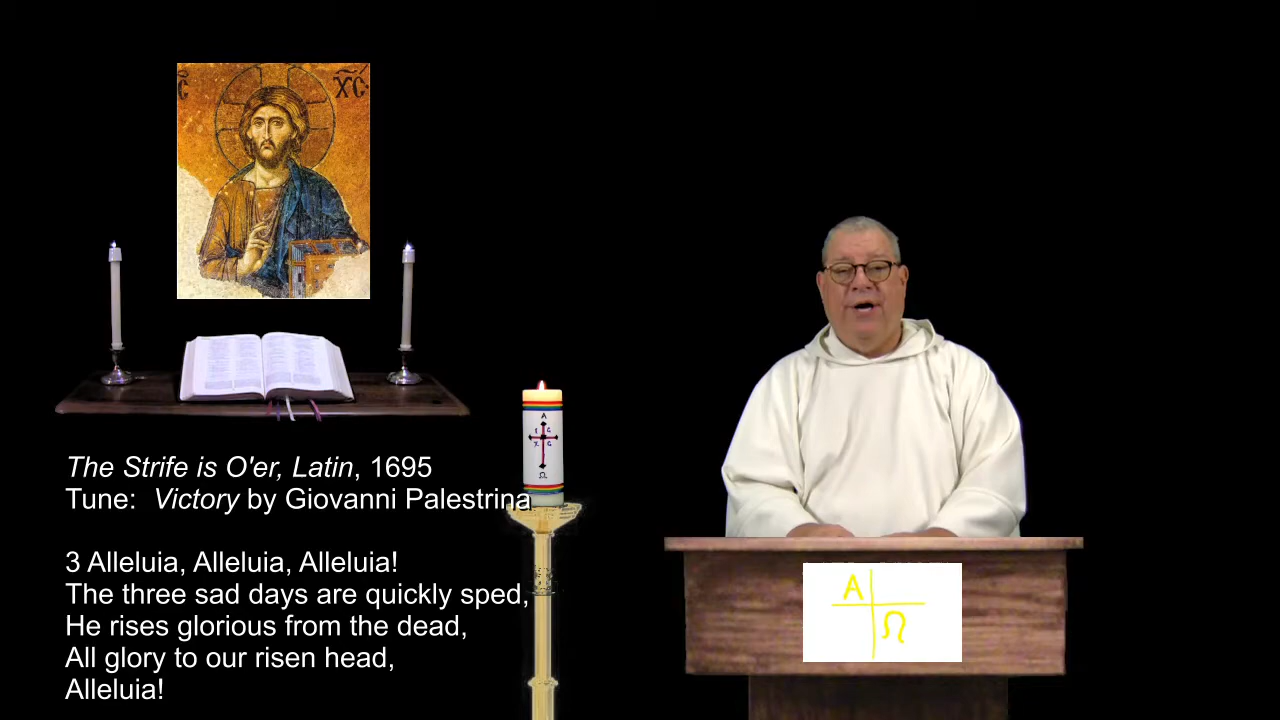 C
XC
The Strife is O'er, Latin, 1695
Tune: Victory by Giovanni Palestrina
3 Alleluia, Alleluia, Alleluia!
The three sad days are quickly sped,
He rises glorious from the dead,
All glory to our risen head,
Alleluia!
A
Ω
A
Ω